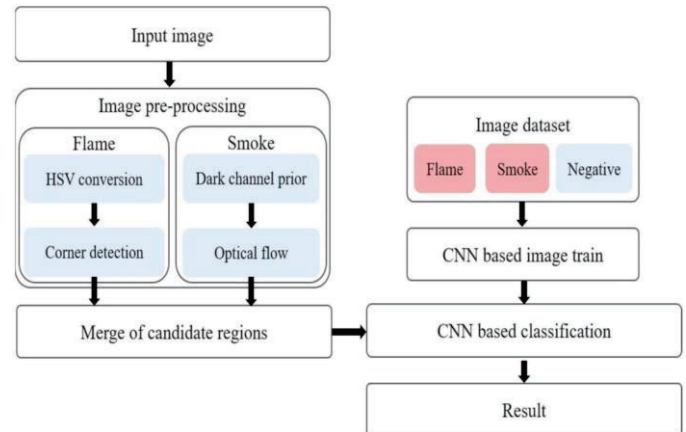 Input image
Image pre-processing
Flame
HSV conversion
Corner detection
Smoke
Dark channel prior
Optical flow
Merge of candidate regions
Image dataset
Flame
Smoke
Negative
CNN based image train
CNN based classification
Result